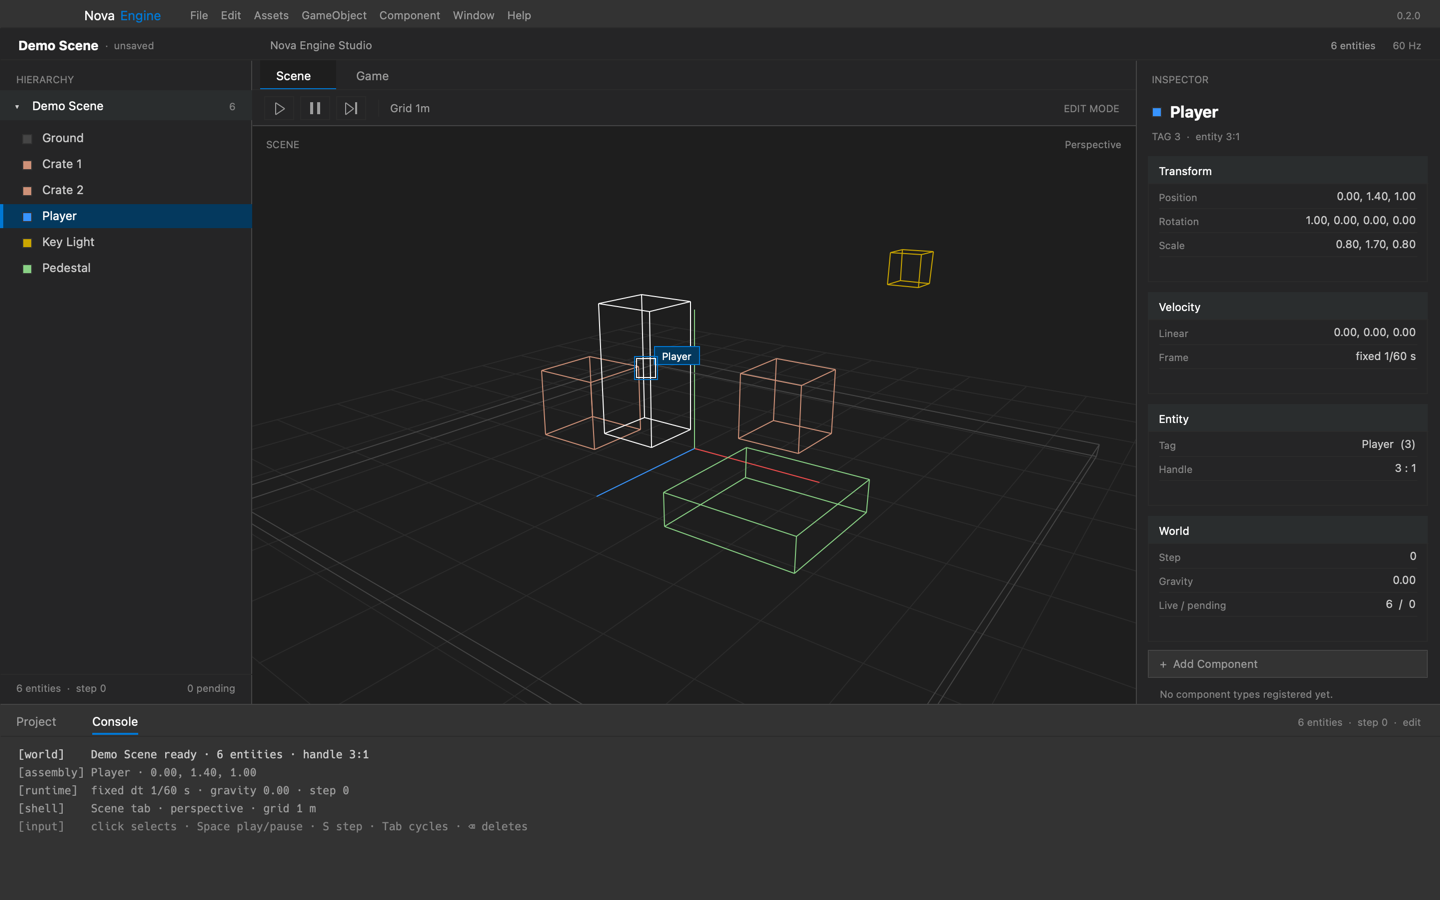 Nova Engine File Edit Assets GameObject Component Window Help 0.2.0
Demo Scene · unsaved Nova Engine Studio 6 entities 60 Hz
HIERARCHY
▾ Demo Scene 6
Ground
Crate 1
Crate 2
Player
Key Light
Pedestal
6 entities · step 0 0 pending
Scene Game
Grid 1m EDIT MODE
SCENE Perspective
Player
INSPECTOR
Player
TAG 3 · entity 3:1
Transform
Position 0.00, 1.40, 1.00
Rotation 1.00, 0.00, 0.00, 0.00
Scale 0.80, 1.70, 0.80
Velocity
Linear 0.00, 0.00, 0.00
Frame fixed 1/60 s
Entity
Tag Player (3)
Handle 3 : 1
World
Step 0
Gravity 0.00
Live / pending 6 / 0
+ Add Component
No component types registered yet.
Project Console 6 entities · step 0 · edit
[world] Demo Scene ready · 6 entities · handle 3:1
[assembly] Player · 0.00, 1.40, 1.00
[runtime] fixed dt 1/60 s · gravity 0.00 · step 0
[shell] Scene tab · perspective · grid 1 m
[input] click selects · Space play/pause · S step · Tab cycles · ⌫ deletes